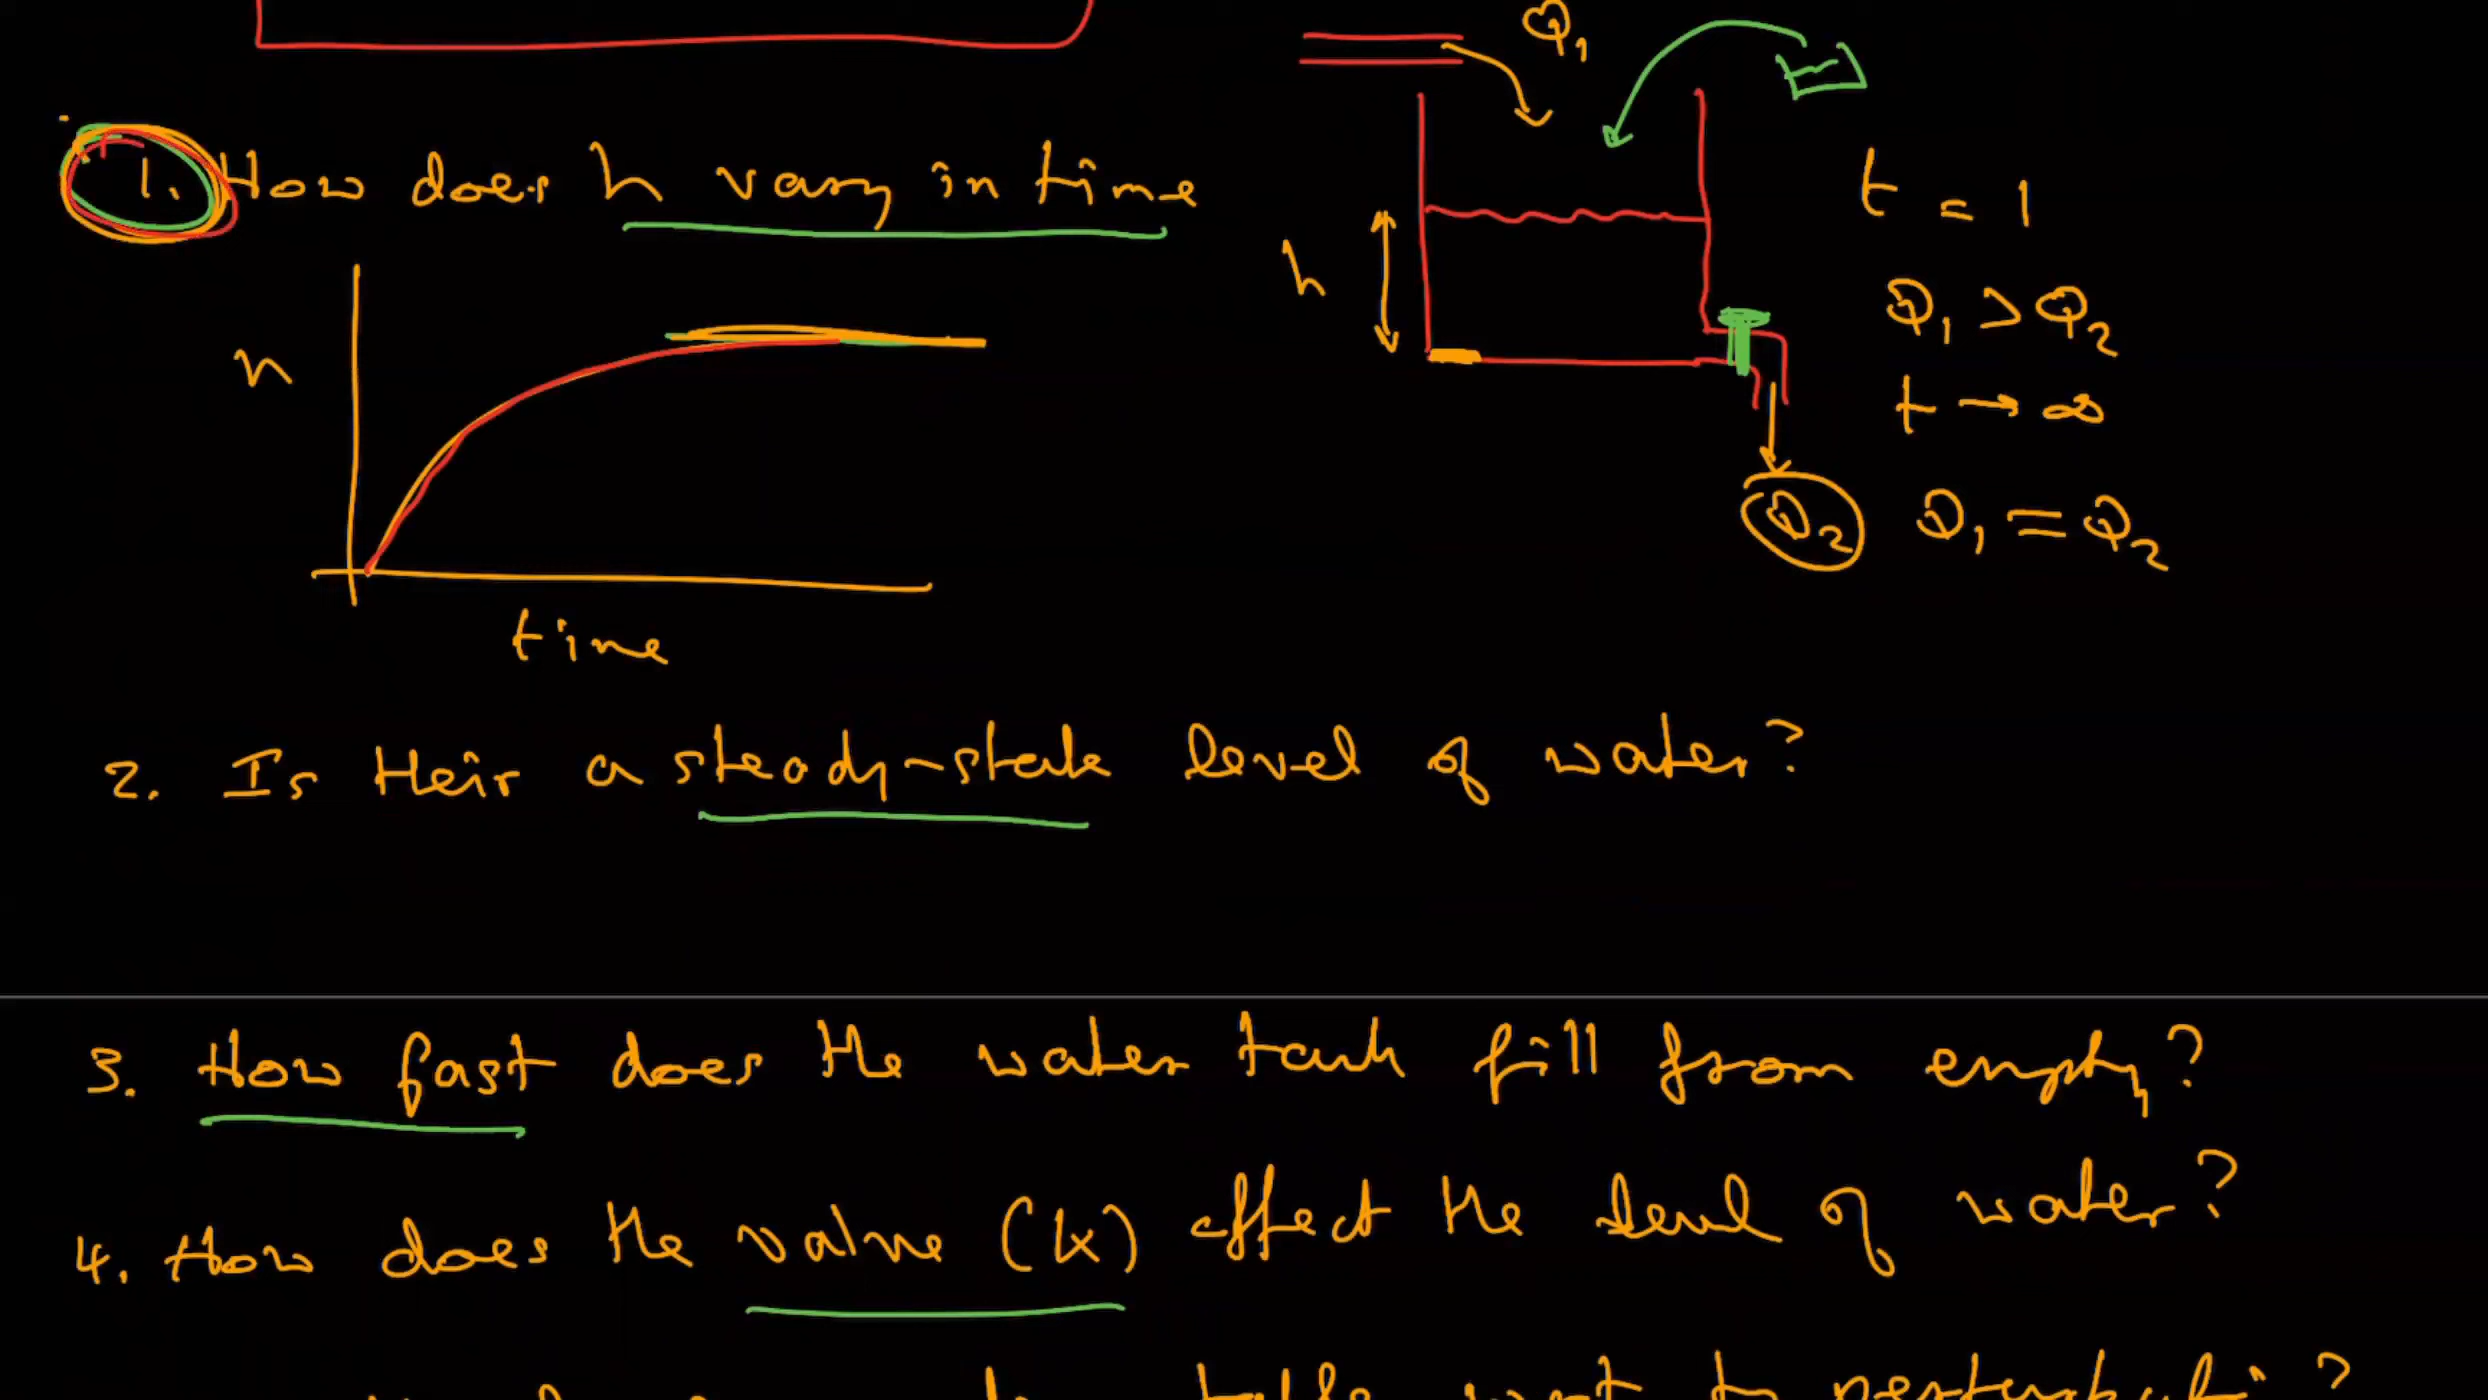 Q1
1. How does h vary in time
t = 1
h
Q1 > Q2
h
t → ∞
Q2
Q1 = Q2
time
2. Is their a steady-state level of water?
3. How fast does the water tank fill from empty?
4. How does the valve (K) effect the level of water?